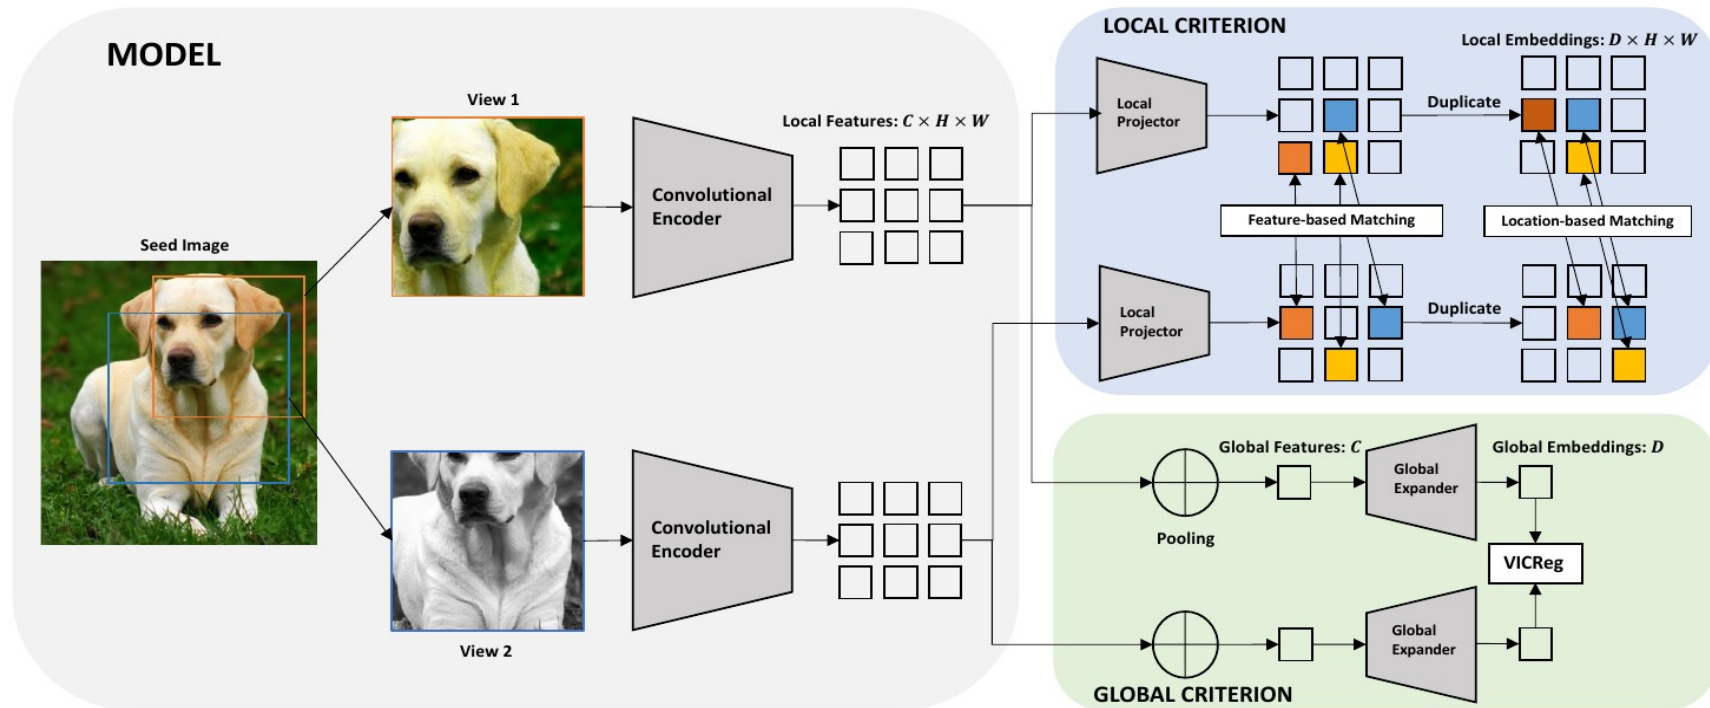 MODEL
Seed Image
View 1
Convolutional
Encoder
Local Features: C × H × W
View 2
Convolutional
Encoder
LOCAL CRITERION
Local Embeddings: D × H × W
Local
Projector
Duplicate
Feature-based Matching
Location-based Matching
Local
Projector
Duplicate
Global Features: C
Global Embeddings: D
Global
Expander
Pooling
VICReg
Global
Expander
GLOBAL CRITERION